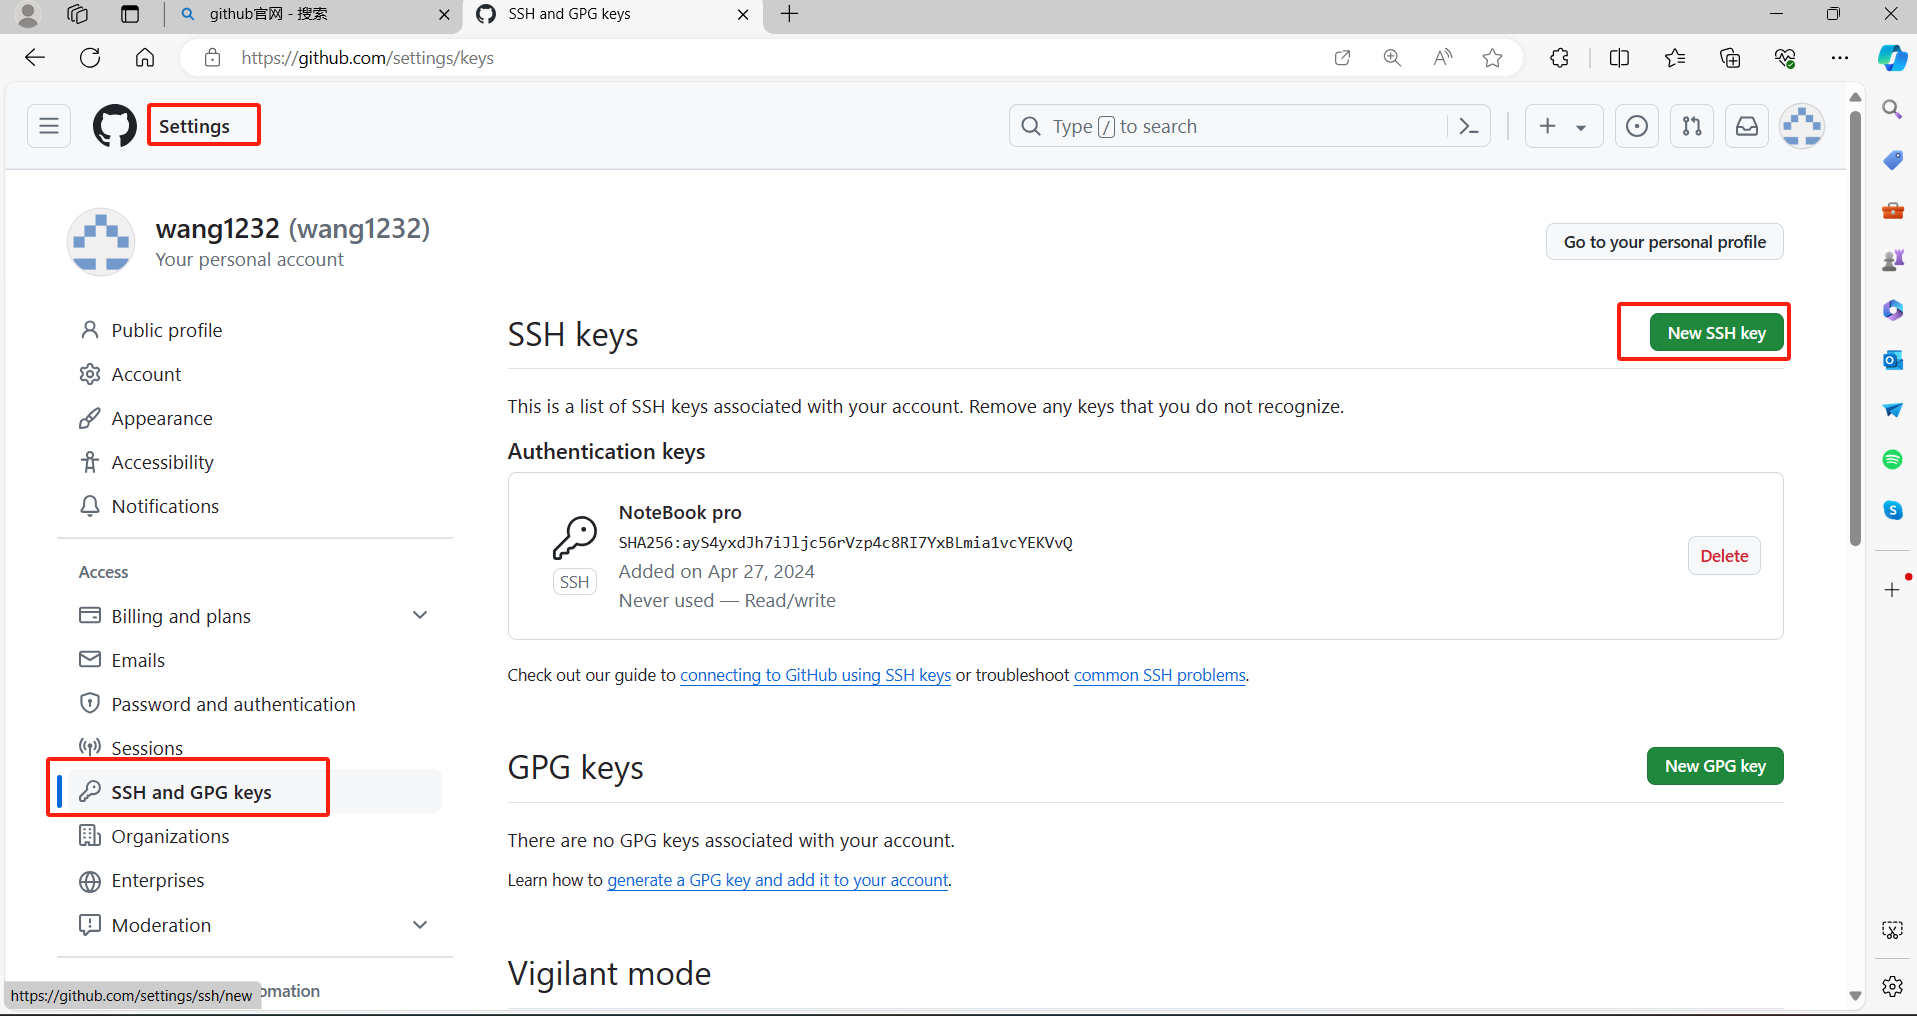 github官网 - 搜索
SSH and GPG keys
https://github.com/settings/keys
Settings
Type / to search
wang1232 (wang1232)
Your personal account
Go to your personal profile
Public profile
Account
Appearance
Accessibility
Notifications
Access
Billing and plans
Emails
Password and authentication
Sessions
SSH and GPG keys
Organizations
Enterprises
Moderation
omation
https://github.com/settings/ssh/new
SSH keys
New SSH key
This is a list of SSH keys associated with your account. Remove any keys that you do not recognize.
Authentication keys
NoteBook pro
SHA256:ayS4yxdJh7iJljc56rVzp4c8RI7YxBLmia1vcYEKVvQ
Added on Apr 27, 2024
Never used — Read/write
SSH
Delete
Check out our guide to connecting to GitHub using SSH keys or troubleshoot common SSH problems.
GPG keys
New GPG key
There are no GPG keys associated with your account.
Learn how to generate a GPG key and add it to your account.
Vigilant mode